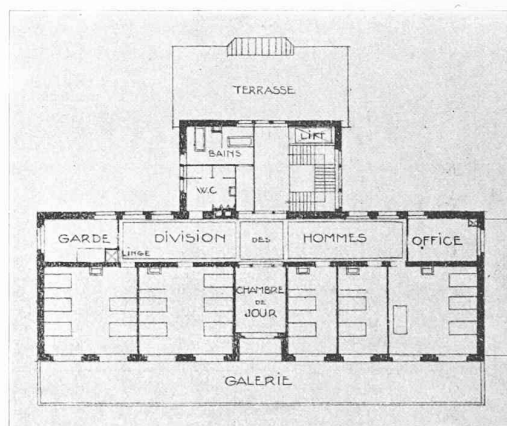 TERRASSE
LIFT
BAINS
W.C
GARDE
DIVISION DES HOMMES
OFFICE
LINGE
CHAMBRE
DE
JOUR
GALERIE